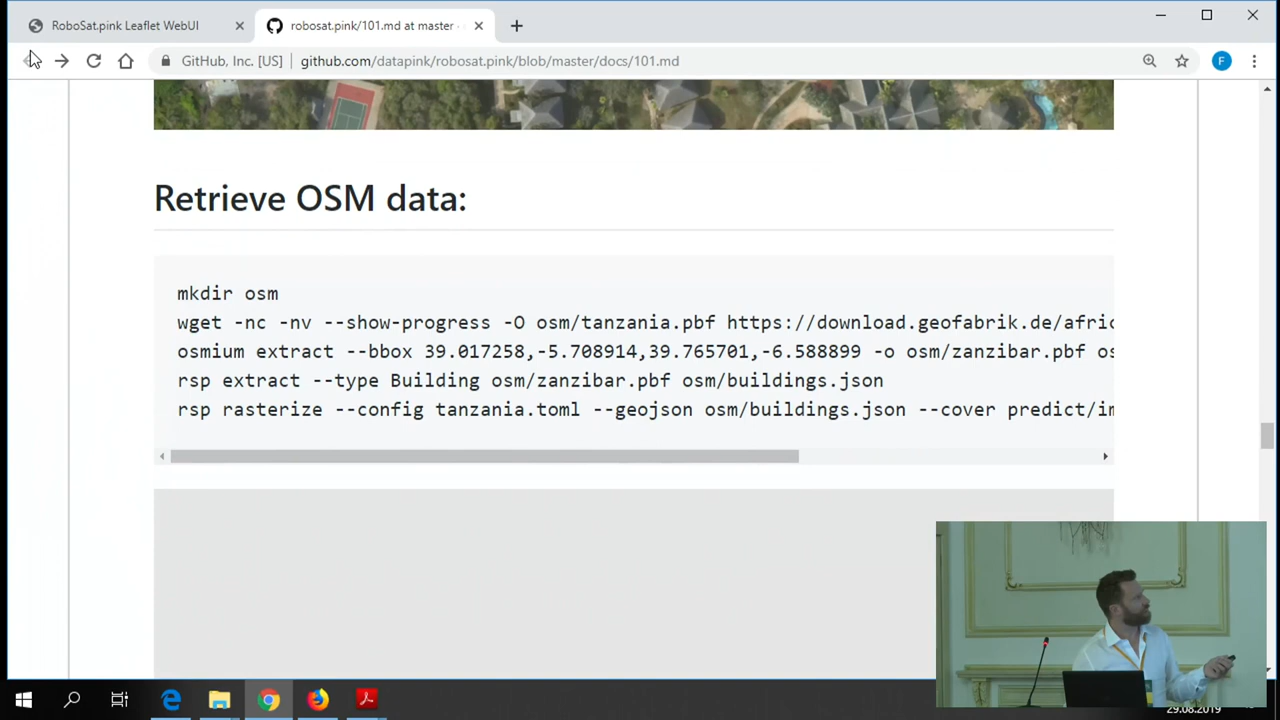 RoboSat.pink Leaflet WebUI
robosat.pink/101.md at master
GitHub, Inc. [US]
github.com/datapink/robosat.pink/blob/master/docs/101.md
F
Retrieve OSM data:
mkdir osm
wget -nc -nv --show-progress -O osm/tanzania.pbf https://download.geofabrik.de/afric
osmium extract --bbox 39.017258,-5.708914,39.765701,-6.588899 -o osm/zanzibar.pbf os
rsp extract --type Building osm/zanzibar.pbf osm/buildings.json
rsp rasterize --config tanzania.toml --geojson osm/buildings.json --cover predict/im
29.08.2019